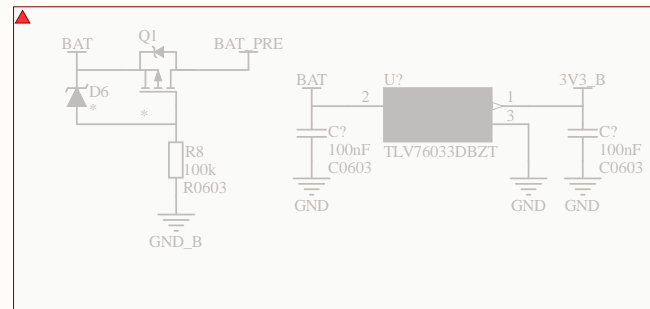 Q1
BAT
BAT_PRE
D6
*
*
R8
100k
R0603
GND_B
BAT
U?
3V3_B
2
1
3
C?
100nF
C0603
TLV76033DBZT
C?
100nF
C0603
GND
GND
GND